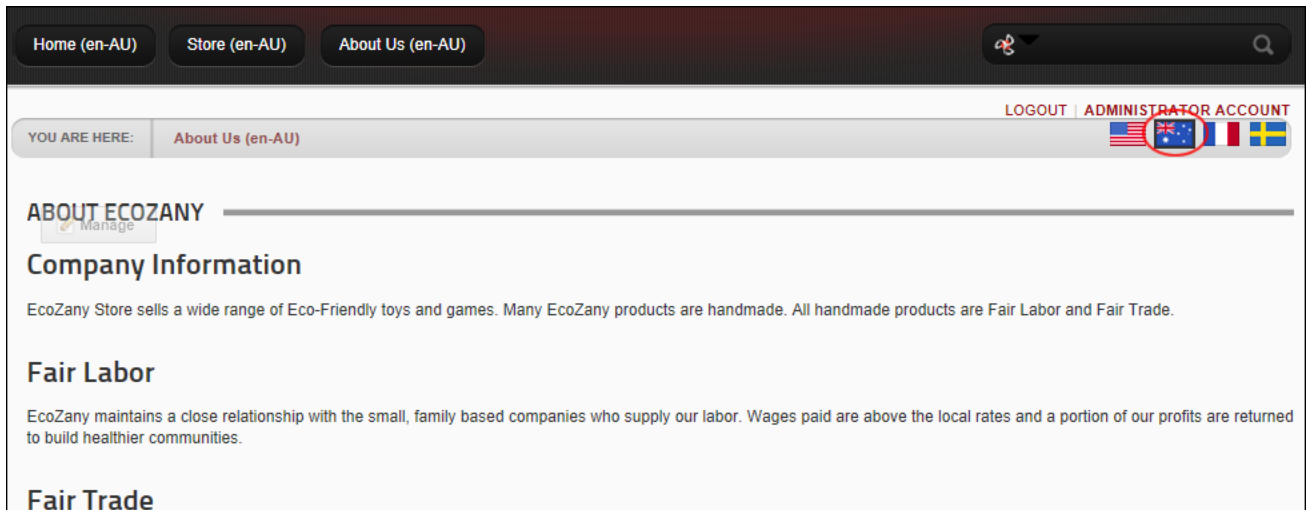 Home (en-AU) Store (en-AU) About Us (en-AU)
LOGOUT | ADMINISTRATOR ACCOUNT
YOU ARE HERE: About Us (en-AU)
ABOUT ECOZANY
Manage
Company Information
EcoZany Store sells a wide range of Eco-Friendly toys and games. Many EcoZany products are handmade. All handmade products are Fair Labor and Fair Trade.
Fair Labor
EcoZany maintains a close relationship with the small, family based companies who supply our labor. Wages paid are above the local rates and a portion of our profits are returned
to build healthier communities.
Fair Trade